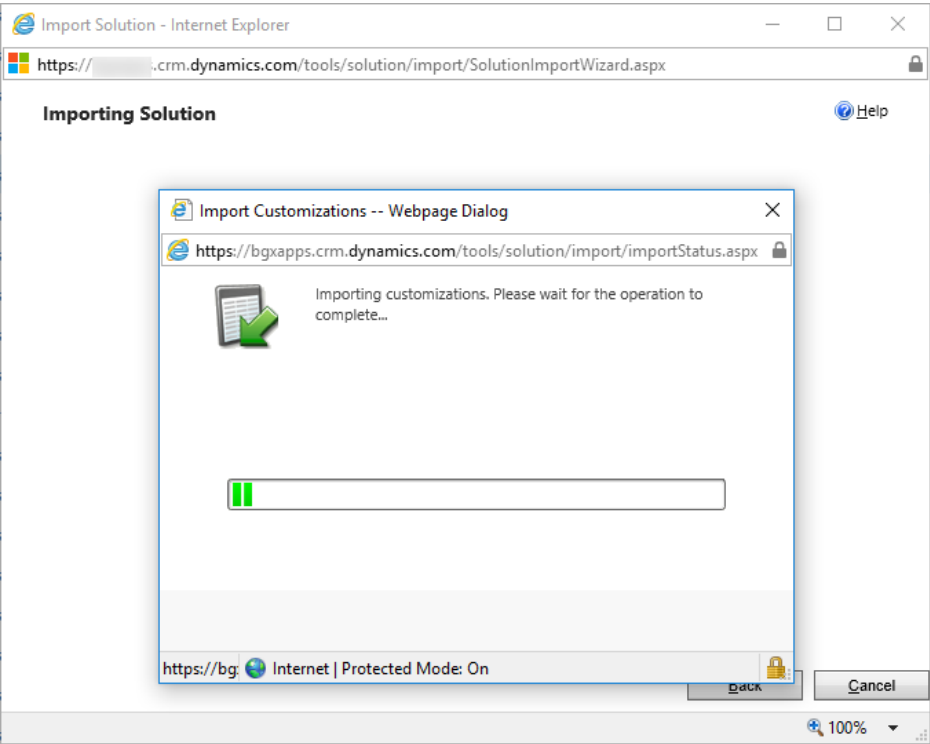 Import Solution - Internet Explorer
https:// .crm.dynamics.com/tools/solution/import/SolutionImportWizard.aspx
Importing Solution
Help
Import Customizations -- Webpage Dialog
https://bgxapps.crm.dynamics.com/tools/solution/import/importStatus.aspx
Importing customizations. Please wait for the operation to
complete...
https://bg Internet | Protected Mode: On
Back Cancel
100%